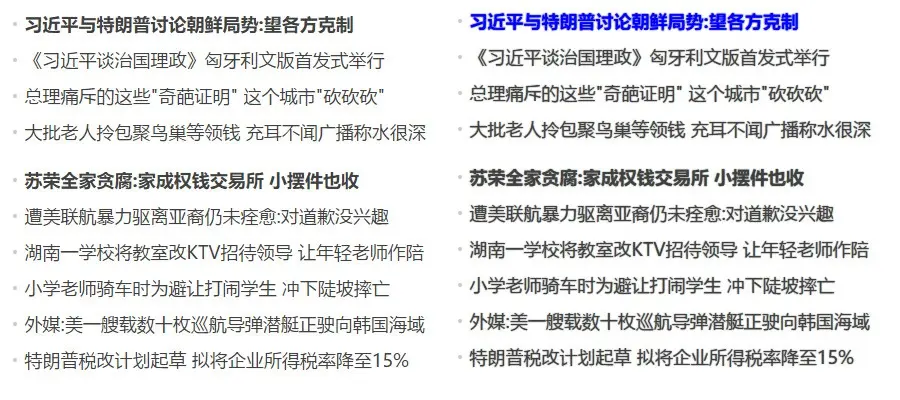 习近平与特朗普讨论朝鲜局势:望各方克制
《习近平谈治国理政》匈牙利文版首发式举行
总理痛斥的这些"奇葩证明" 这个城市"砍砍砍"
大批老人拎包聚鸟巢等领钱 充耳不闻广播称水很深
苏荣全家贪腐:家成权钱交易所 小摆件也收
遭美联航暴力驱离亚裔仍未痊愈:对道歉没兴趣
湖南一学校将教室改KTV招待领导 让年轻老师作陪
小学老师骑车时为避让打闹学生 冲下陡坡摔亡
外媒:美一艘载数十枚巡航导弹潜艇正驶向韩国海域
特朗普税改计划起草 拟将企业所得税率降至15%
习近平与特朗普讨论朝鲜局势:望各方克制
《习近平谈治国理政》匈牙利文版首发式举行
总理痛斥的这些"奇葩证明" 这个城市"砍砍砍"
大批老人拎包聚鸟巢等领钱 充耳不闻广播称水很深
苏荣全家贪腐:家成权钱交易所 小摆件也收
遭美联航暴力驱离亚裔仍未痊愈:对道歉没兴趣
湖南一学校将教室改KTV招待领导 让年轻老师作陪
小学老师骑车时为避让打闹学生 冲下陡坡摔亡
外媒:美一艘载数十枚巡航导弹潜艇正驶向韩国海域
特朗普税改计划起草 拟将企业所得税率降至15%